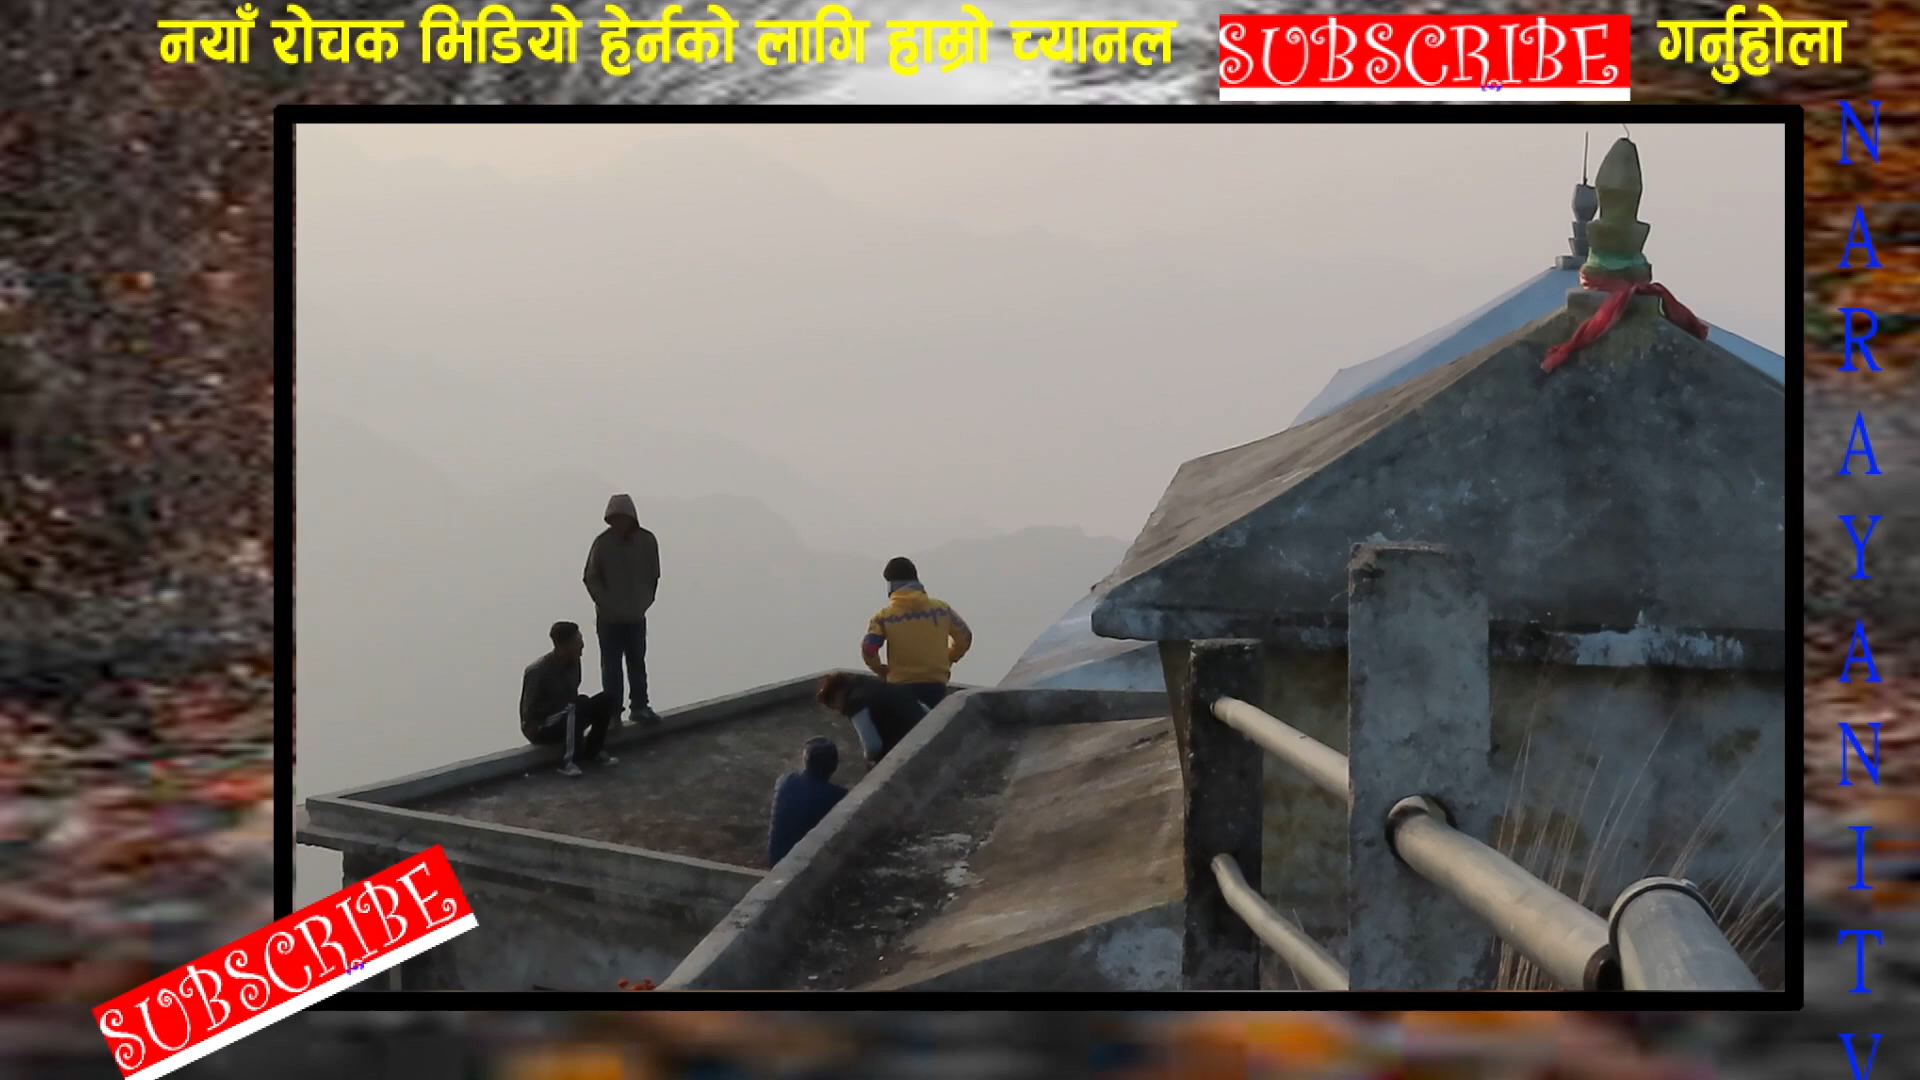 नयाँ रोचक भिडियो हेर्नको लागि हाम्रो च्यानल SUBSCRIBE गर्नुहोला
NARAYANI TV
SUBSCRIBE